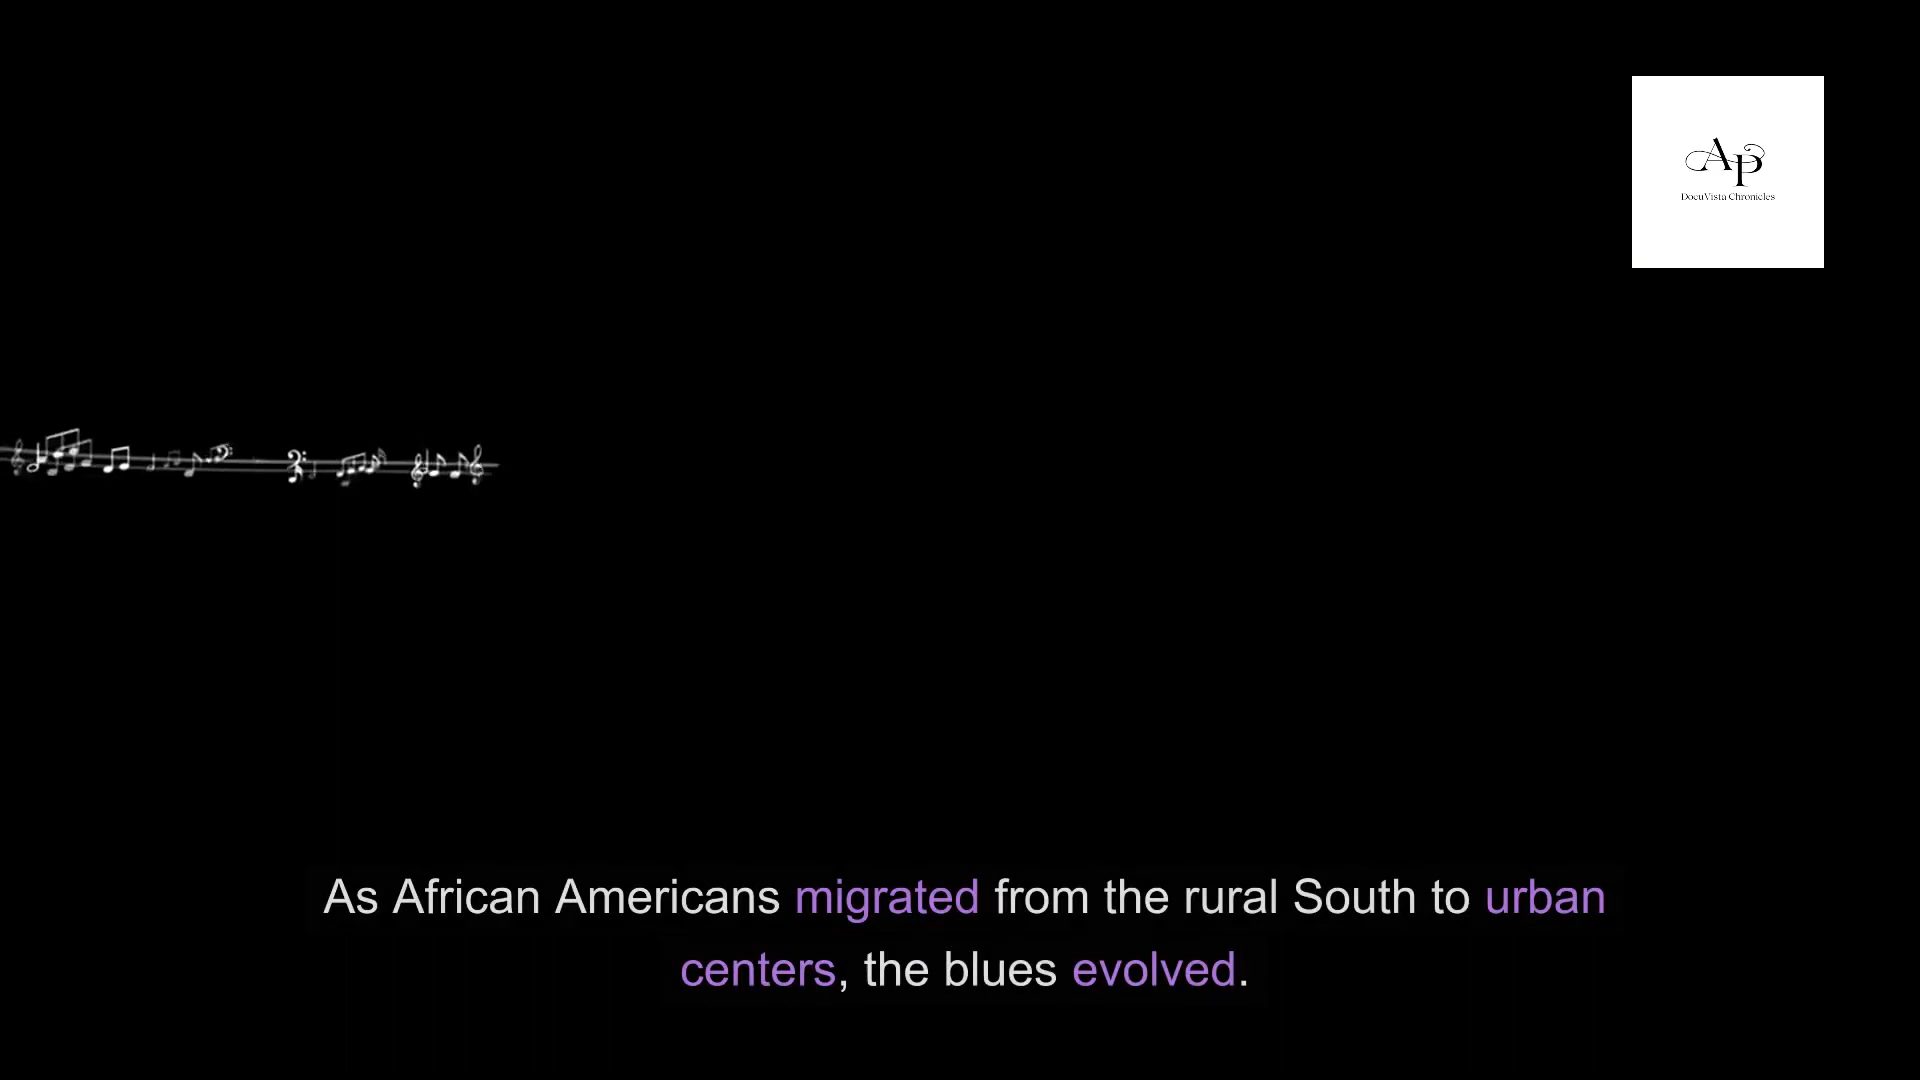 AP
DocuVista Chronicles
As African Americans migrated from the rural South to urban
centers, the blues evolved.